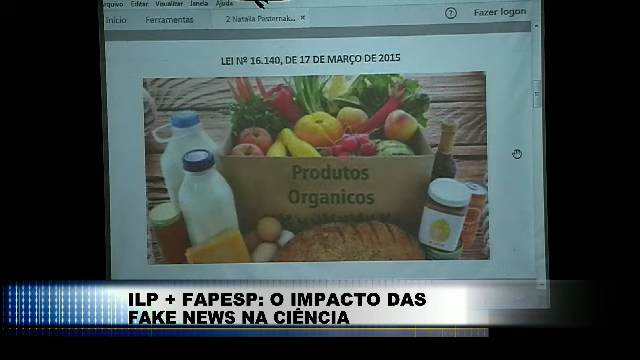 Arquivo Editar Visualizar Janela Ajuda
Início Ferramentas 2 Natalia Pasternak... × ? Fazer logon
LEI Nº 16.140, DE 17 DE MARÇO DE 2015
Produtos
Organicos
ILP + FAPESP: O IMPACTO DAS
FAKE NEWS NA CIÊNCIA